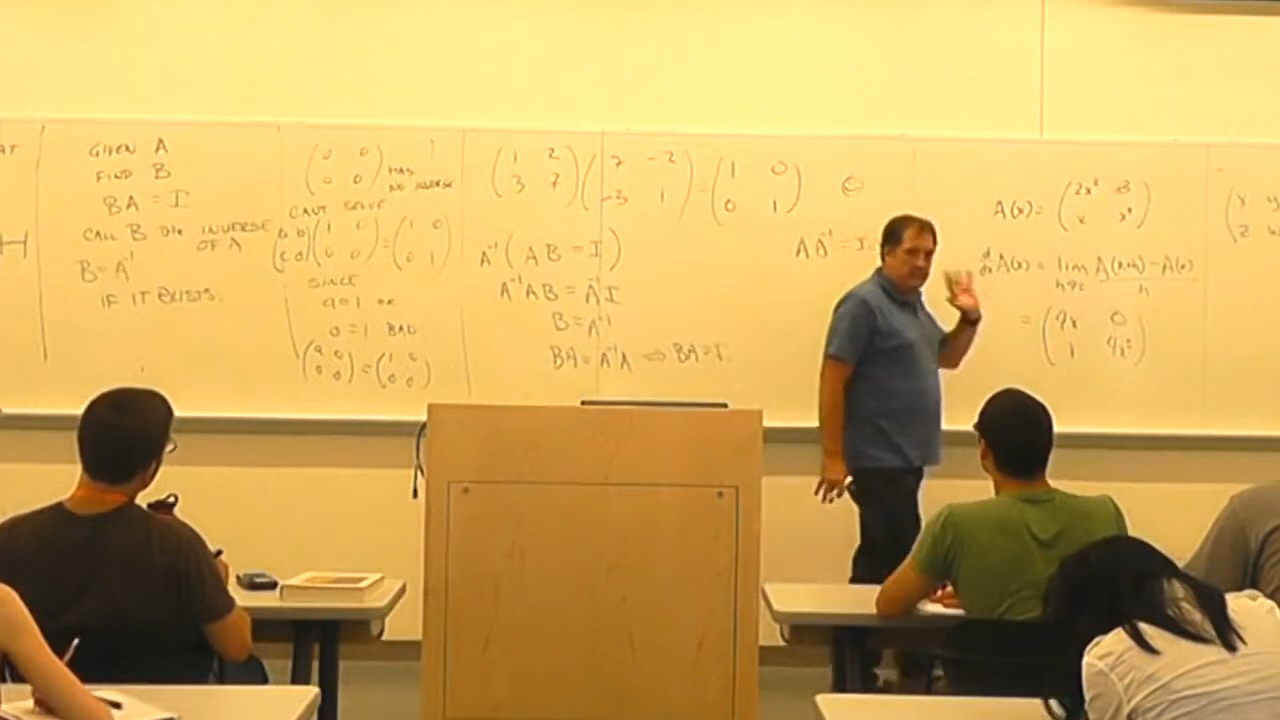 AT
GIVEN A
FIND B
BA = I
CALL B the INVERSE
OF A
B = A⁻¹
IF IT EXISTS.
(0 0
0 0) HAS
NO INVERSE
CAN'T SOLVE
(a b
c d)(1 0
0 0) = (1 0
0 1)
SINCE
a = 1 or
0 = 1 BAD
(a 0
0 0) = (1 0
0 0)
(1 2
3 7)(7 -2
-3 1) = (1 0
0 1) ☺
A⁻¹(AB = I)
A⁻¹AB = A⁻¹I
B = A⁻¹
BA = A⁻¹A ⇔ BA = I.
AA⁻¹ = I
A(x) = (2x² 3
x x⁴)
d/dx A(x) = lim h→0 A(x+h) - A(x) / h
= (4x 0
1 4x³)
(x y
z w